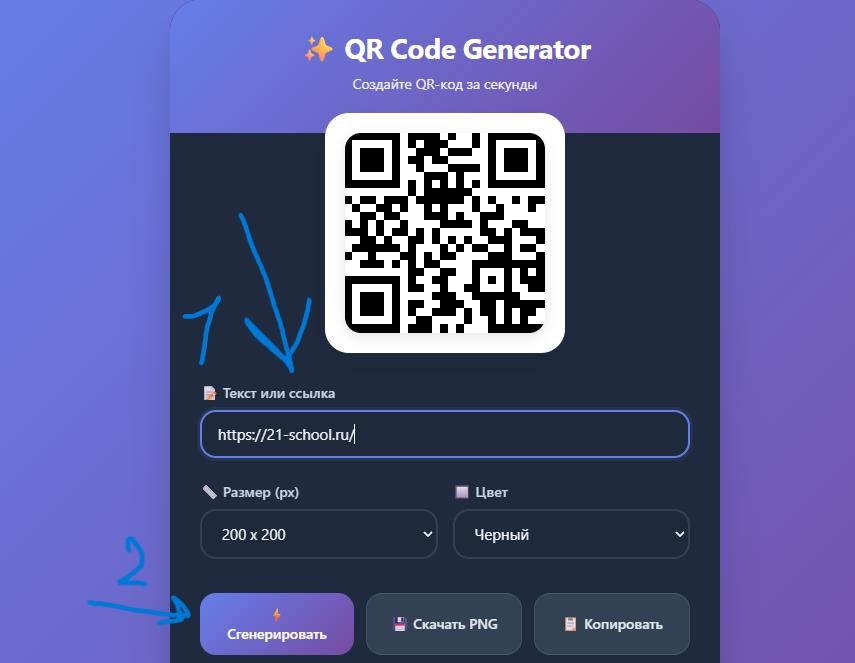 QR Code Generator
Создайте QR-код за секунды
1
Текст или ссылка
https://21-school.ru/
Размер (px) Цвет
200 x 200 Черный
2
Сгенерировать Скачать PNG Копировать